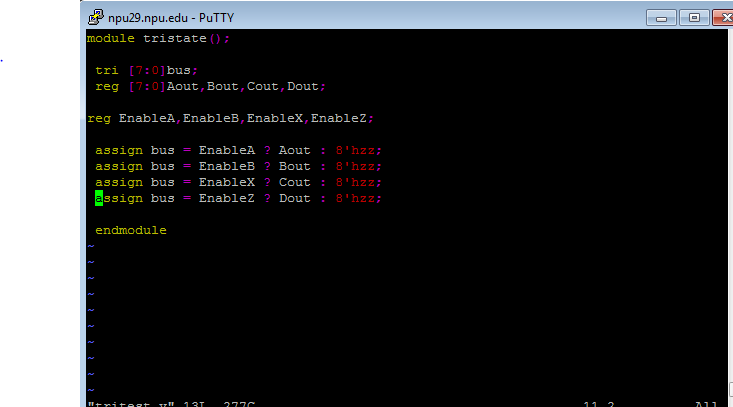 npu29.npu.edu - PuTTY
module tristate();
tri [7:0]bus;
reg [7:0]Aout,Bout,Cout,Dout;
reg EnableA,EnableB,EnableX,EnableZ;
assign bus = EnableA ? Aout : 8'hzz;
assign bus = EnableB ? Bout : 8'hzz;
assign bus = EnableX ? Cout : 8'hzz;
assign bus = EnableZ ? Dout : 8'hzz;
endmodule
~
~
~
~
~
~
~
~
~
~
"tritest.v" 13L, 277C 11,2 All